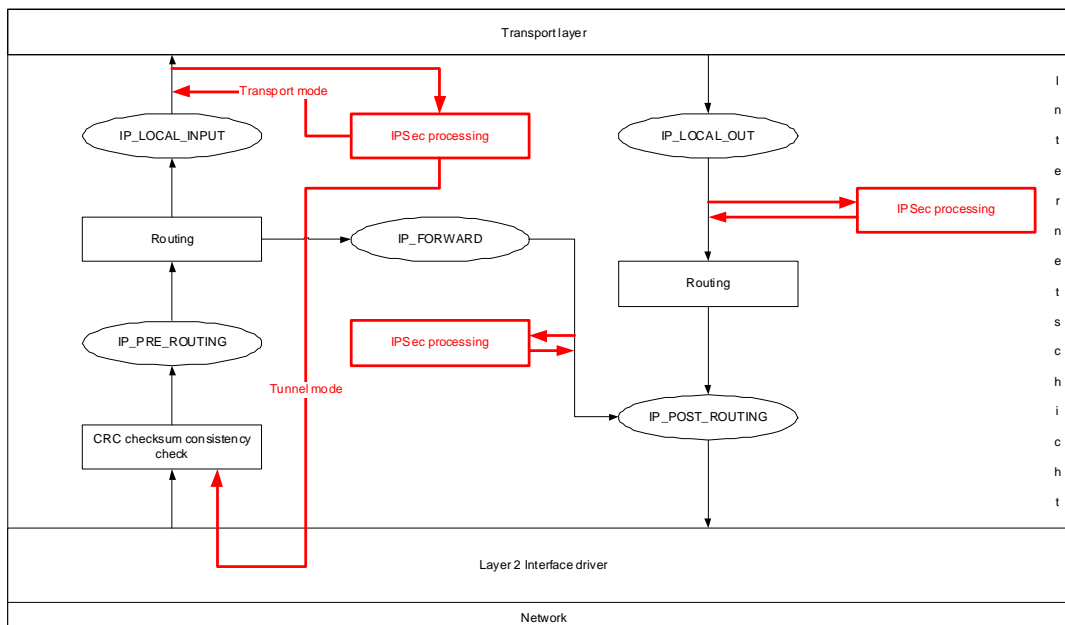 Transport layer
Transport mode
IP_LOCAL_INPUT
IPSec processing
IP_LOCAL_OUT
IPSec processing
Routing
IP_FORWARD
Routing
IP_PRE_ROUTING
IPSec processing
Tunnel mode
IP_POST_ROUTING
CRC checksum consistency
check
Internetschicht
Layer 2 Interface driver
Network